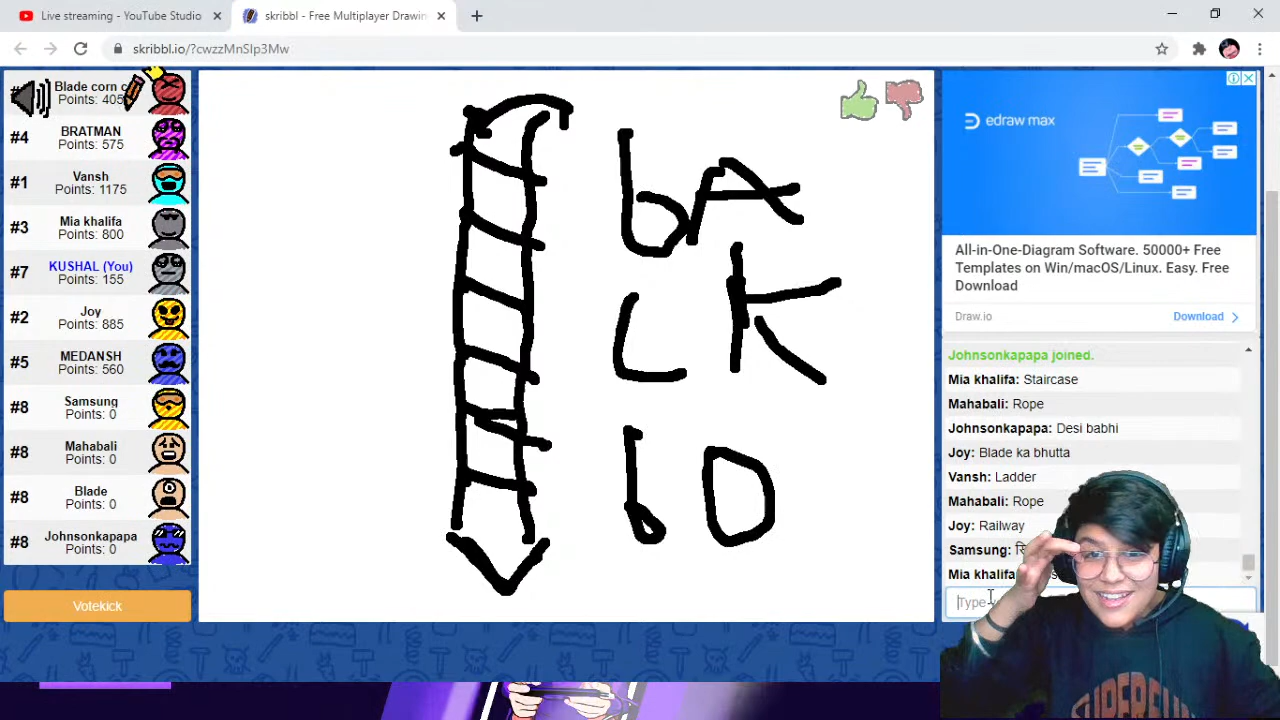 Live streaming - YouTube Studio
skribbl - Free Multiplayer Drawin
skribbl.io/?cwzzMnSlp3Mw
Blade corn c
Points: 405
#4
BRATMAN
Points: 575
#1
Vansh
Points: 1175
#3
Mia khalifa
Points: 800
#7
KUSHAL (You)
Points: 155
#2
Joy
Points: 885
#5
MEDANSH
Points: 560
#8
Samsung
Points: 0
#8
Mahabali
Points: 0
#8
Blade
Points: 0
#8
Johnsonkapapa
Points: 0
Votekick
bA
LK
bO
edraw max
All-in-One-Diagram Software. 50000+ Free
Templates on Win/macOS/Linux. Easy. Free
Download
Draw.io
Download
Johnsonkapapa joined.
Mia khalifa: Staircase
Mahabali: Rope
Johnsonkapapa: Desi babhi
Joy: Blade ka bhutta
Vansh: Ladder
Mahabali: Rope
Joy: Railway
Samsung:
Mia khalifa
Type